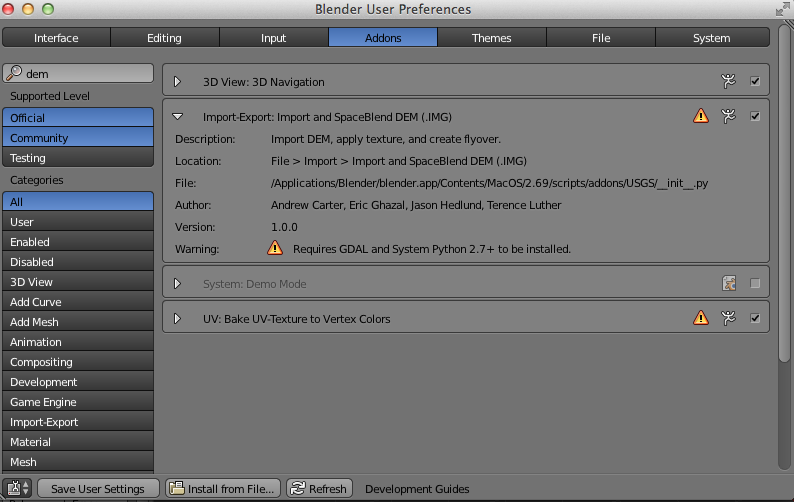 Blender User Preferences
Interface Editing Input Addons Themes File System
dem
Supported Level
Official
Community
Testing
Categories
All
User
Enabled
Disabled
3D View
Add Curve
Add Mesh
Animation
Compositing
Development
Game Engine
Import-Export
Material
Mesh
3D View: 3D Navigation
Import-Export: Import and SpaceBlend DEM (.IMG)
Description: Import DEM, apply texture, and create flyover.
Location: File > Import > Import and SpaceBlend DEM (.IMG)
File: /Applications/Blender/blender.app/Contents/MacOS/2.69/scripts/addons/USGS/__init__.py
Author: Andrew Carter, Eric Ghazal, Jason Hedlund, Terence Luther
Version: 1.0.0
Warning: Requires GDAL and System Python 2.7+ to be installed.
System: Demo Mode
UV: Bake UV-Texture to Vertex Colors
Save User Settings Install from File... Refresh Development Guides